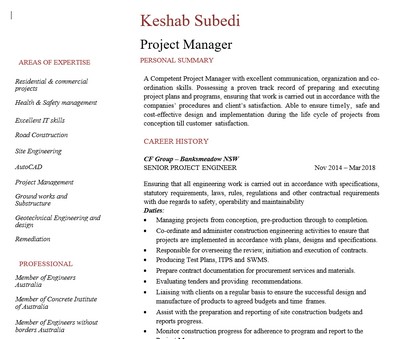 Keshab Subedi
Project Manager
PERSONAL SUMMARY
A Competent Project Manager with excellent communication, organization and co-
ordination skills. Possessing a proven track record of preparing and executing
project plans and programs, ensuring that work is carried out in accordance with the
companies' procedures and client's satisfaction. Able to ensure timely, safe and
cost-effective design and implementation during the life cycle of projects from
conception till customer satisfaction.
CAREER HISTORY
CF Group – Banksmeadow NSW
SENIOR PROJECT ENGINEER Nov 2014 – Mar 2018
Ensuring that all engineering work is carried out in accordance with specifications,
statutory requirements, laws, rules, regulations and other contractual requirements
with due regards to safety, operability and maintainability
Duties:
• Managing projects from conception, pre-production through to completion.
• Co-ordinate and administer construction engineering activities to ensure that
projects are implemented in accordance with plans, designs and specifications.
• Responsible for overseeing the review, initiation and execution of contracts.
• Producing Test Plans, ITPS and SWMS.
• Prepare contract documentation for procurement services and materials.
• Evaluating tenders and providing recommendations.
• Liaising with clients on a regular basis to ensure the successful design and
manufacture of products to agreed budgets and time frames.
• Assist with the preparation and reporting of site construction budgets and
reports progress.
• Monitor construction progress for adherence to program and report to the
AREAS OF EXPERTISE
Residential & commercial
projects
Health & Safety management
Excellent IT skills
Road Construction
Site Engineering
AutoCAD
Project Management
Ground works and
Substructure
Geotechnical Engineering and
design
Remediation
PROFESSIONAL
Member of Engineers
Australia
Member of Concrete Institute
of Australia
Member of Engineers without
borders Australia